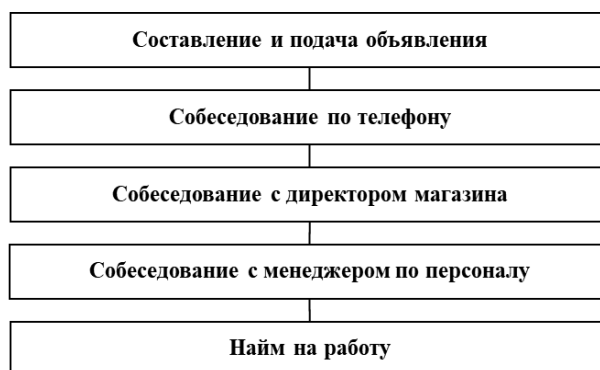 Составление и подача объявления
Собеседование по телефону
Собеседование с директором магазина
Собеседование с менеджером по персоналу
Найм на работу